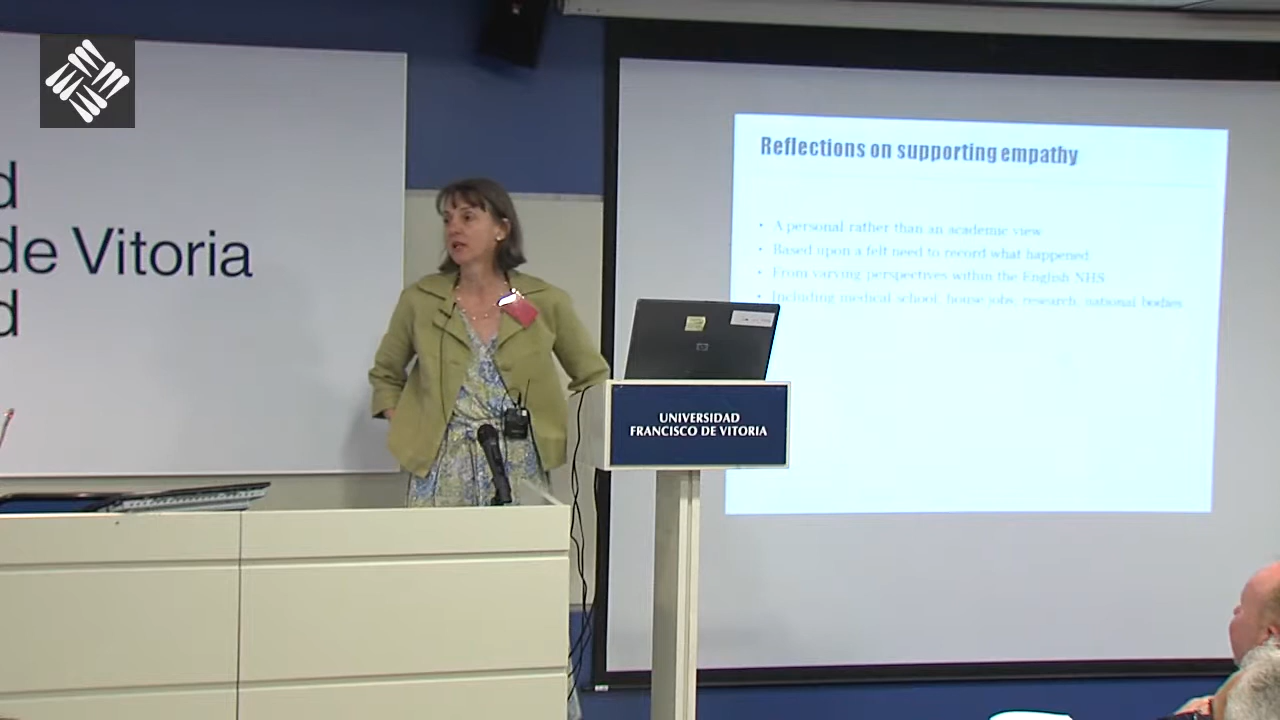 d
de Vitoria
d
Reflections on supporting empathy
• A personal rather than an academic view
• Based upon a felt need to record what happened
• From varying perspectives within the English NHS
• Including medical school, house jobs, research, national bodies
hp
UNIVERSIDAD
FRANCISCO DE VITORIA